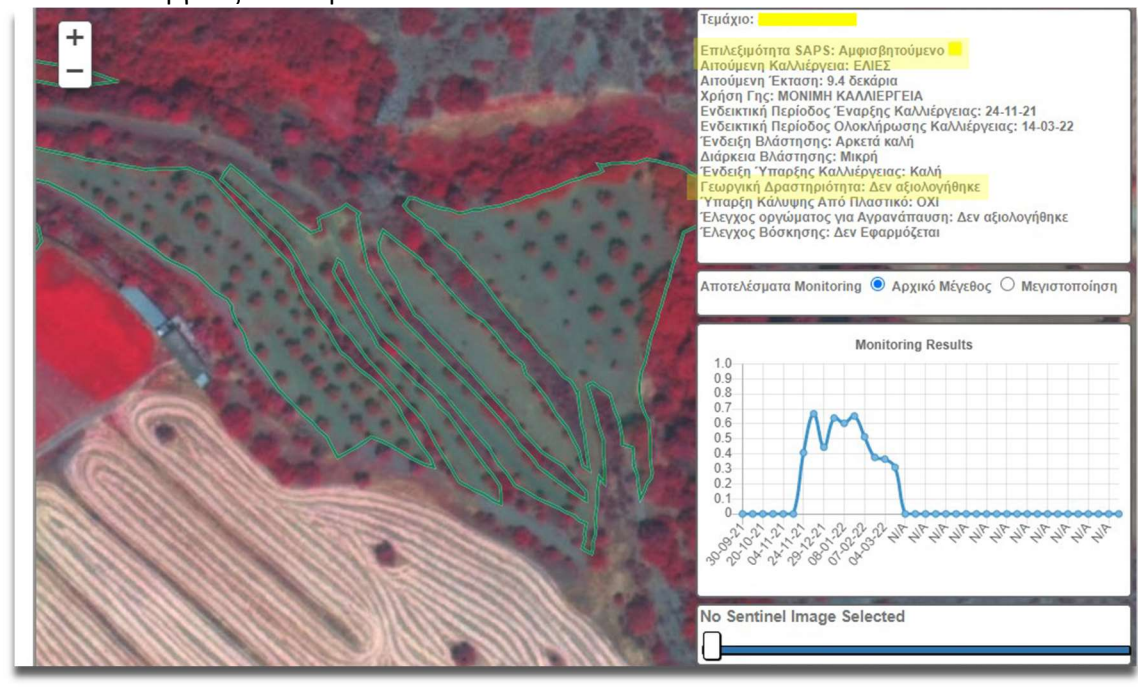 +
−
Τεμάχιο:
Επιλεξιμότητα SAPS: Αμφισβητούμενο
Αιτούμενη Καλλιέργεια: ΕΛΙΕΣ
Αιτούμενη Έκταση: 9.4 δεκάρια
Χρήση Γης: ΜΟΝΙΜΗ ΚΑΛΛΙΕΡΓΕΙΑ
Ενδεικτική Περίοδος Έναρξης Καλλιέργειας: 24-11-21
Ενδεικτική Περίοδος Ολοκλήρωσης Καλλιέργειας: 14-03-22
Ένδειξη Βλάστησης: Αρκετά καλή
Διάρκεια Βλάστησης: Μικρή
Ένδειξη Ύπαρξης Καλλιέργειας: Καλή
Γεωργική Δραστηριότητα: Δεν αξιολογήθηκε
Ύπαρξη Κάλυψης Από Πλαστικό: ΟΧΙ
Έλεγχος οργώματος για Αγρανάπαυση: Δεν αξιολογήθηκε
Έλεγχος Βόσκησης: Δεν Εφαρμόζεται
Αποτελέσματα Monitoring Αρχικό Μέγεθος Μεγιστοποίηση
Monitoring Results
1.0
0.9
0.8
0.7
0.6
0.5
0.4
0.3
0.2
0.1
0
30-09-21 20-10-21 04-11-21 24-11-21 29-12-21 08-01-22 07-02-22 04-03-22 N/A N/A N/A N/A N/A N/A N/A N/A N/A N/A N/A
No Sentinel Image Selected